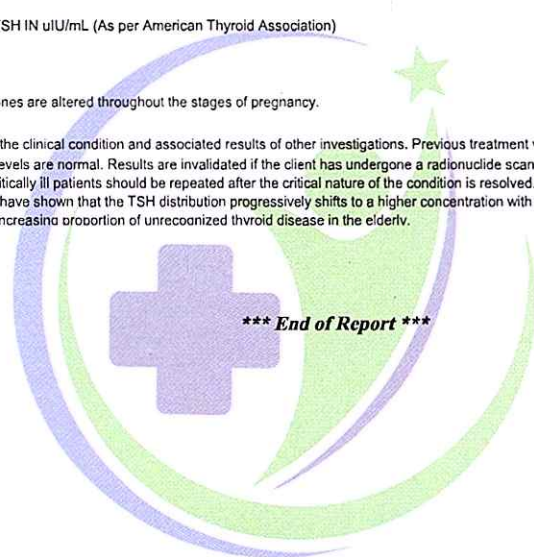 TSH IN uIU/mL (As per American Thyroid Association)
nes are altered throughout the stages of pregnancy.
the clinical condition and associated results of other investigations. Previous treatment
evels are normal. Results are invalidated if the client has undergone a radionuclide scan
itically ill patients should be repeated after the critical nature of the condition is resolved.
have shown that the TSH distribution progressively shifts to a higher concentration with
increasing proportion of unrecognized thyroid disease in the elderly.
*** End of Report ***